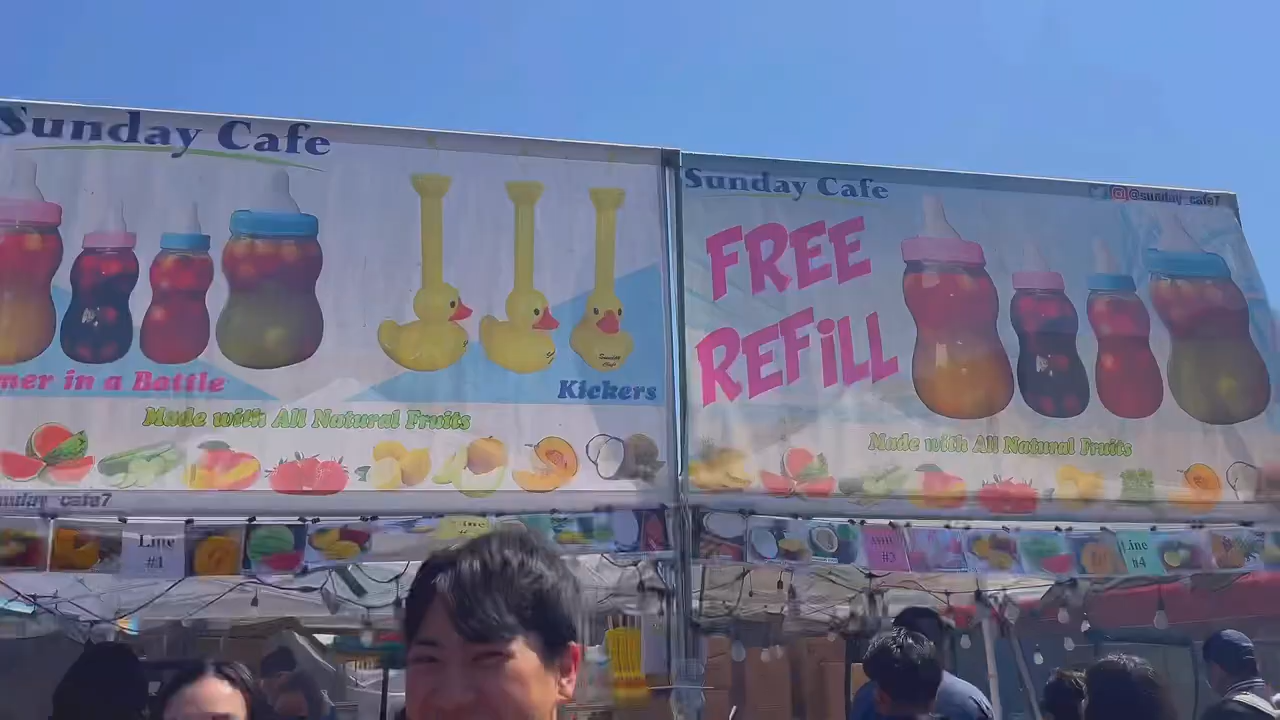 Sunday Cafe
mer in a Bottle
Kickers
Made with All Natural Fruits
unday_cafe7
Sunday Cafe
@sunday_cafe7
FREE
REFiLL
Made with All Natural Fruits
Line
#1
Line
#3
Line
#4